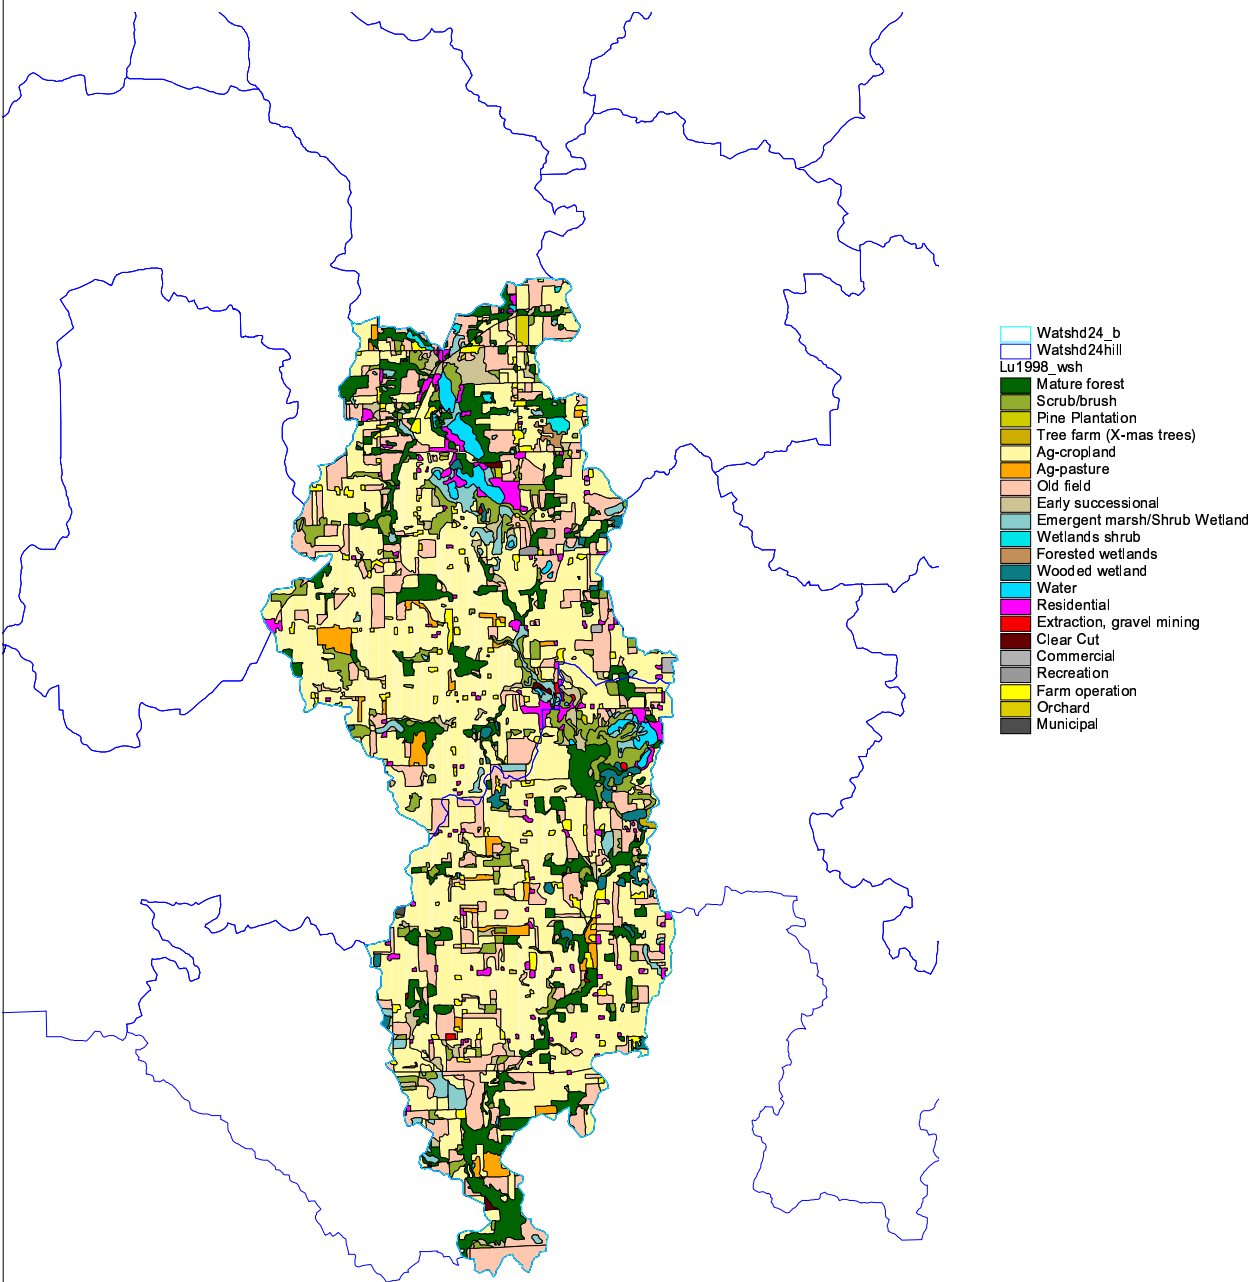 Watshd24_b
Watshd24hill
Lu1998_wsh
Mature forest
Scrub/brush
Pine Plantation
Tree farm (X-mas trees)
Ag-cropland
Ag-pasture
Old field
Early successional
Emergent marsh/Shrub Wetland
Wetlands shrub
Forested wetlands
Wooded wetland
Water
Residential
Extraction, gravel mining
Clear Cut
Commercial
Recreation
Farm operation
Orchard
Municipal